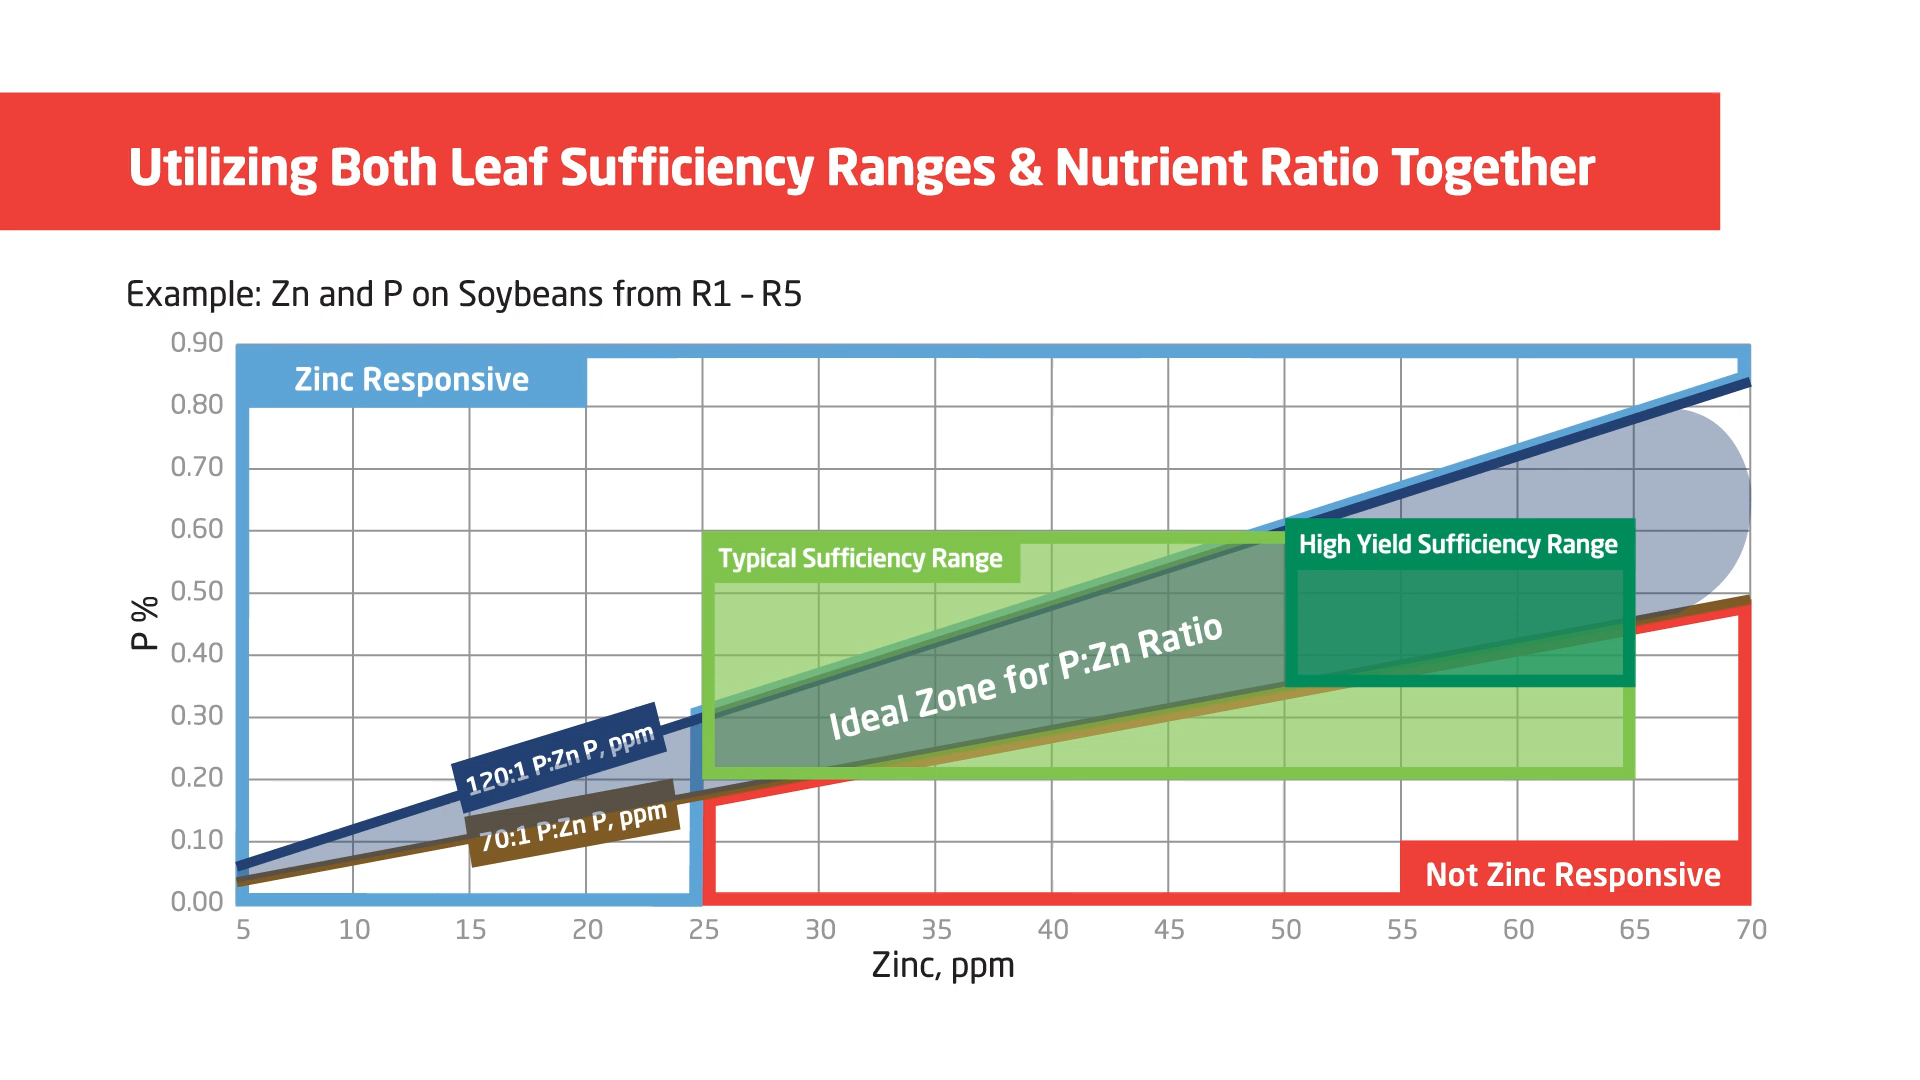 Utilizing Both Leaf Sufficiency Ranges & Nutrient Ratio Together
Example: Zn and P on Soybeans from R1 – R5
0.90
Zinc Responsive
0.80
0.70
0.60
Typical Sufficiency Range
High Yield Sufficiency Range
0.50
P %
0.40
Ideal Zone for P:Zn Ratio
0.30
120:1 P:Zn P, ppm
0.20
70:1 P:Zn P, ppm
0.10
Not Zinc Responsive
0.00
5 10 15 20 25 30 35 40 45 50 55 60 65 70
Zinc, ppm